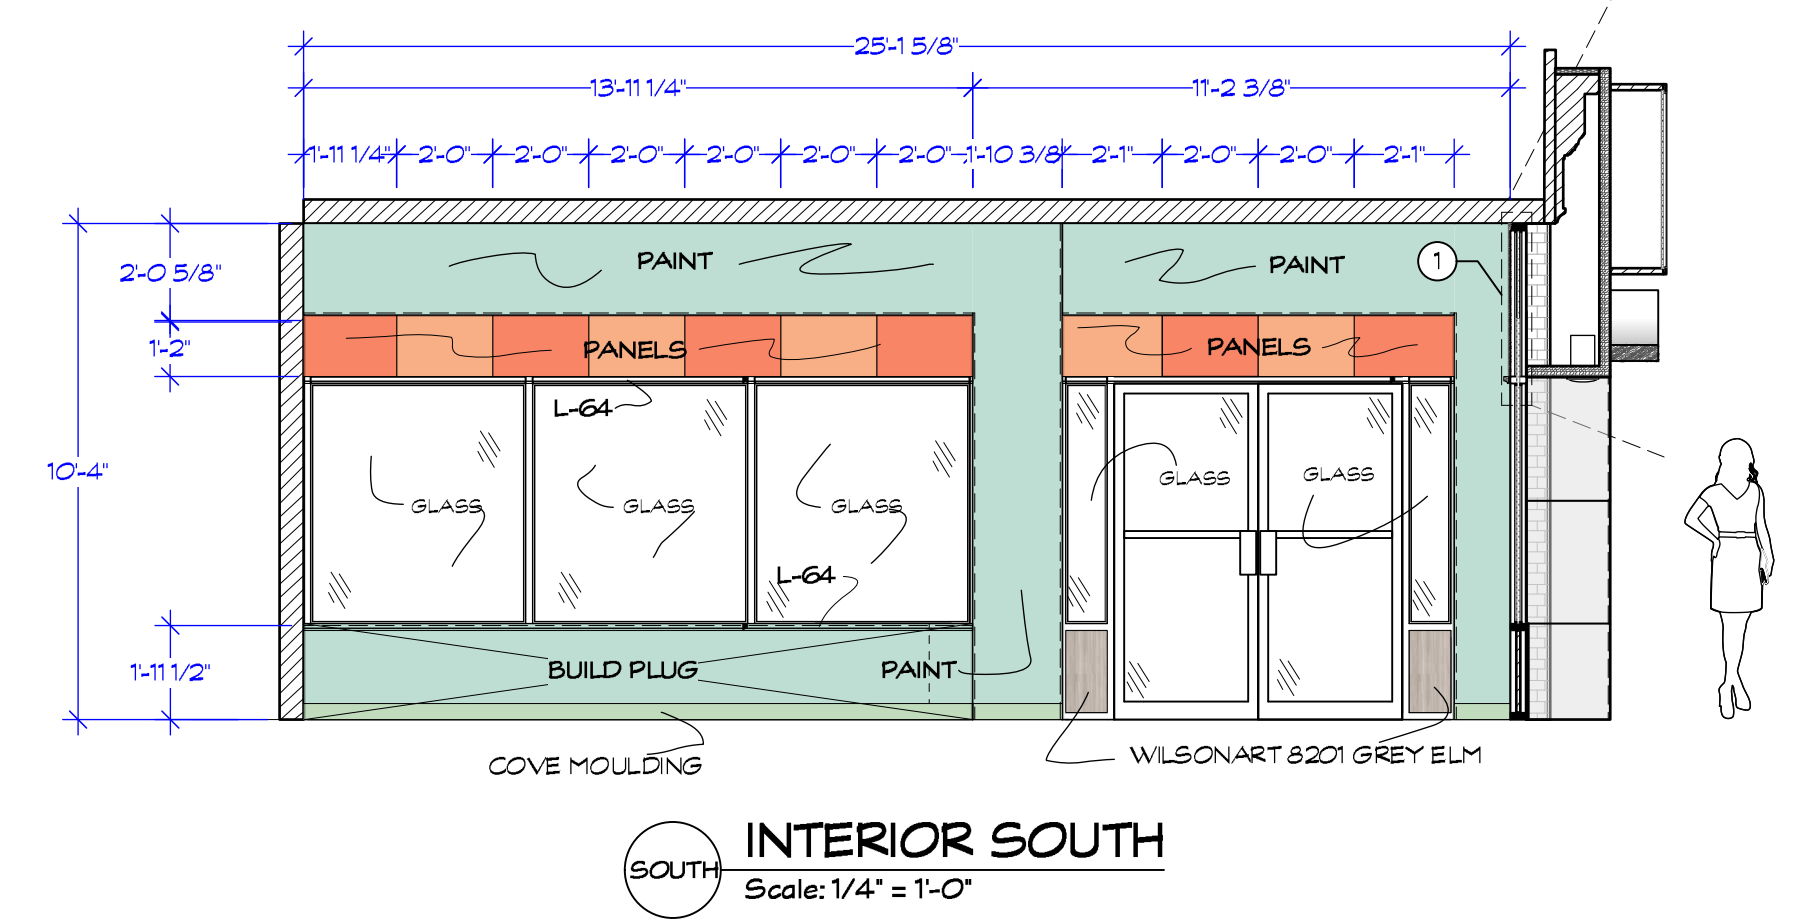 25'-1 5/8"
13'-11 1/4" 11'-2 3/8"
1'-11 1/4" 2'-0" 2'-0" 2'-0" 2'-0" 2'-0" 2'-0" 1'-10 3/8" 2'-1" 2'-0" 2'-0" 2'-1"
2'-0 5/8"
PAINT PAINT 1
1'-2"
PANELS PANELS
L-64
10'-4"
GLASS GLASS GLASS GLASS GLASS
L-64
1'-11 1/2"
BUILD PLUG PAINT
COVE MOULDING WILSONART 8201 GREY ELM
INTERIOR SOUTH
SOUTH
Scale: 1/4" = 1'-0"